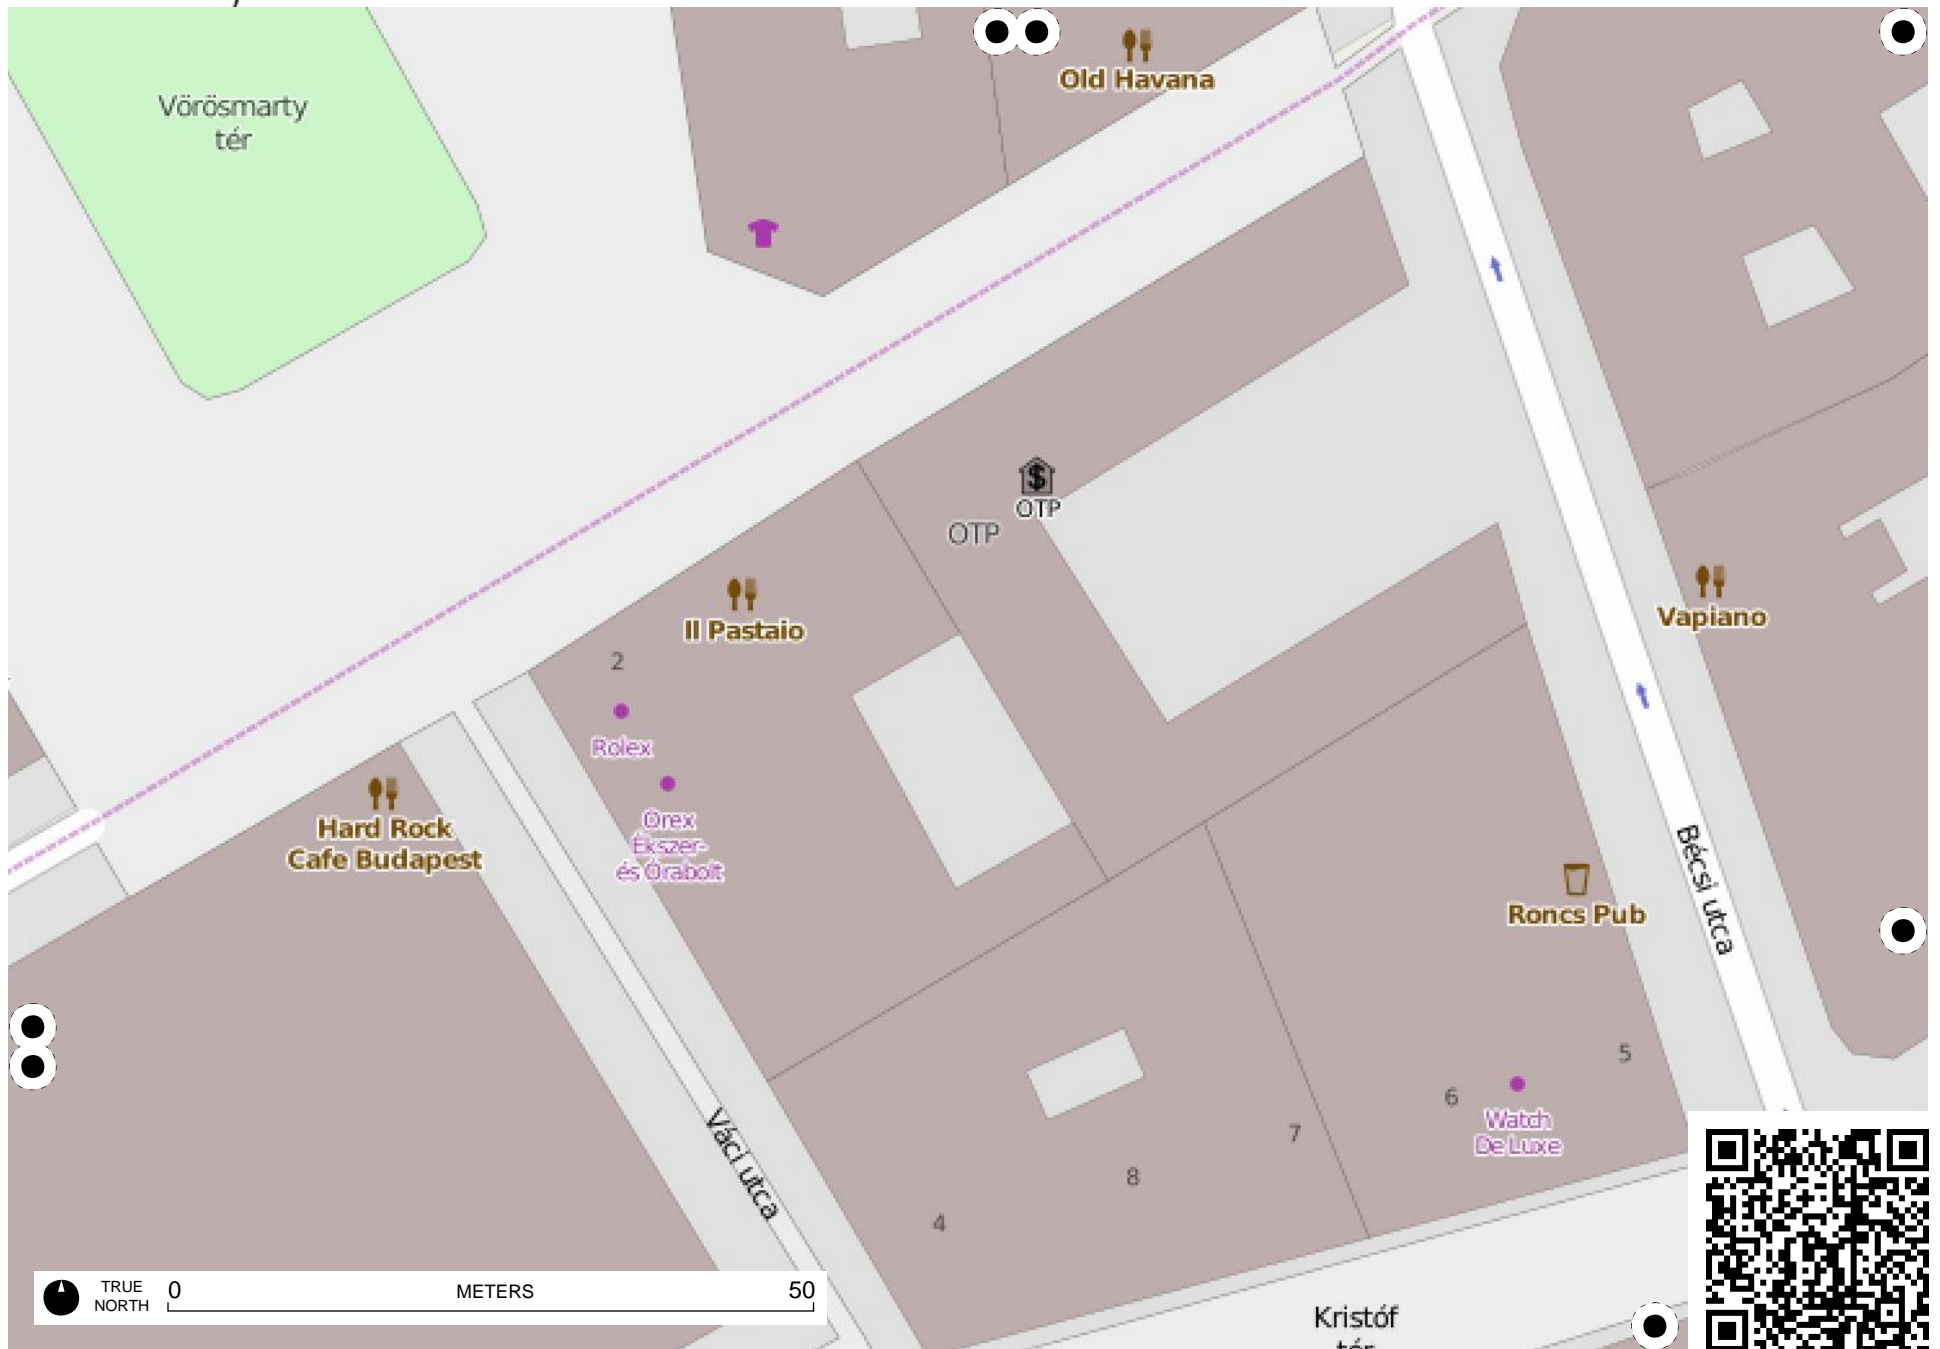 Old Havana
Vörösmarty
tér
OTP
OTP
Il Pastaio
Vapiano
2
Rolex
Hard Rock
Cafe Budapest
Orex
Ékszer-
és Órabolt
Bécsi utca
Roncs Pub
5
6
Watch
De Luxe
7
Váci utca
8
4
TRUE
NORTH
0
METERS
50
Kristóf
tér